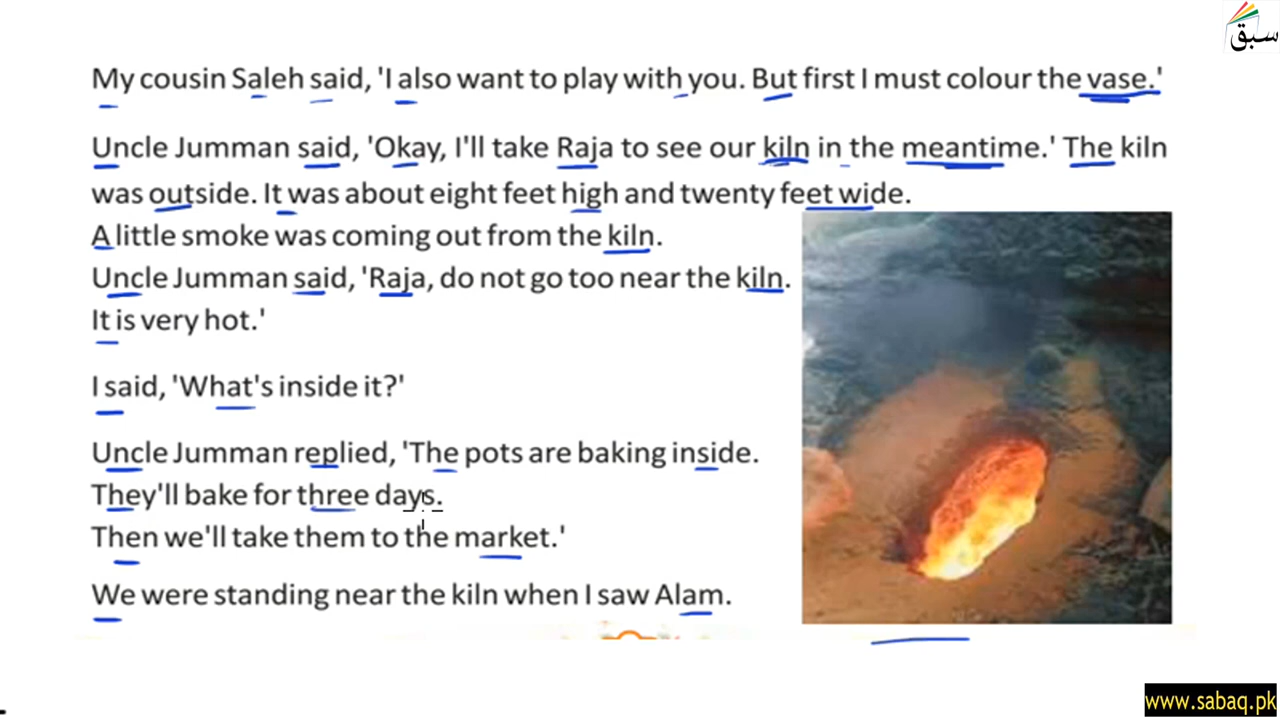 سبق
My cousin Saleh said, 'I also want to play with you. But first I must colour the vase.'
Uncle Jumman said, 'Okay, I'll take Raja to see our kiln in the meantime.' The kiln
was outside. It was about eight feet high and twenty feet wide.
A little smoke was coming out from the kiln.
Uncle Jumman said, 'Raja, do not go too near the kiln.
It is very hot.'
I said, 'What's inside it?'
Uncle Jumman replied, 'The pots are baking inside.
They'll bake for three days.
Then we'll take them to the market.'
We were standing near the kiln when I saw Alam.
www.sabaq.pk